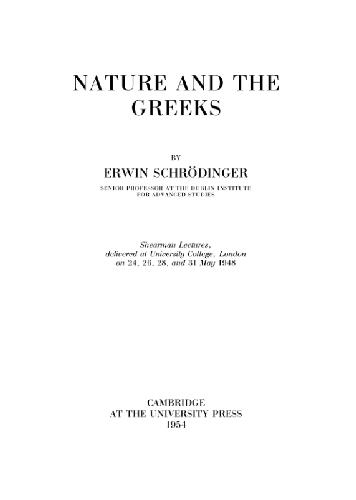 NATURE AND THE
GREEKS
BY
ERWIN SCHRÖDINGER
SENIOR PROFESSOR AT THE DUBLIN INSTITUTE
FOR ADVANCED STUDIES
Shearman Lectures,
delivered at University College, London
on 24, 26, 28, and 31 May 1948
CAMBRIDGE
AT THE UNIVERSITY PRESS
1954